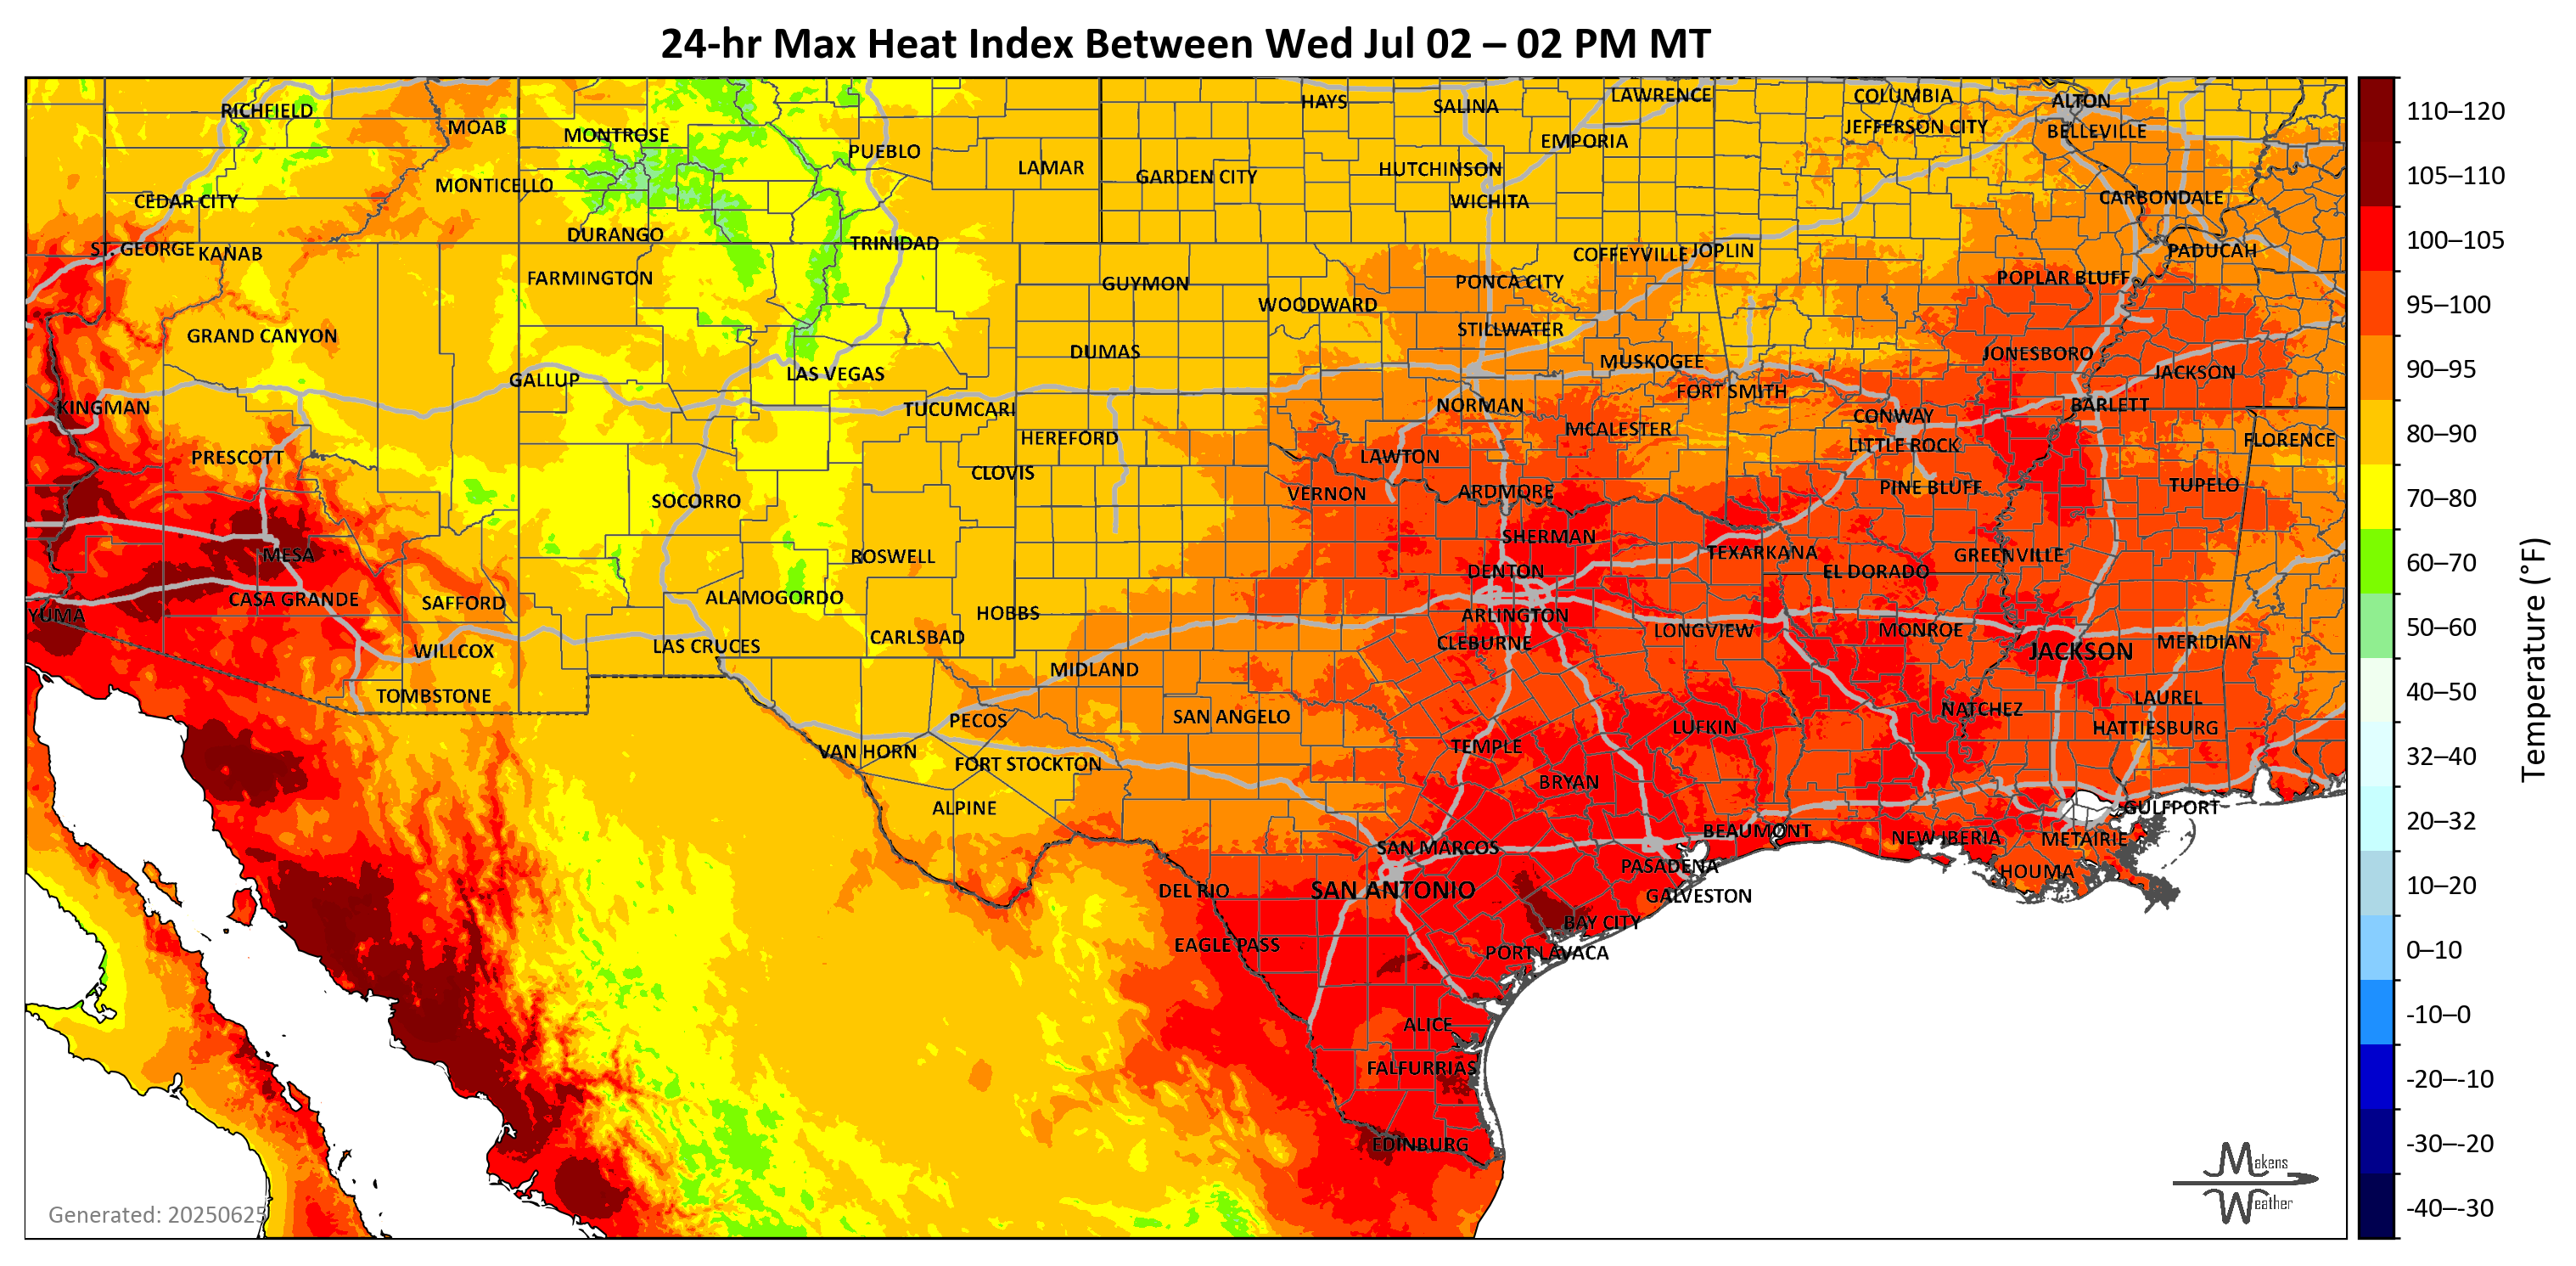 24-hr Max Heat Index Between Wed Jul 02 – 02 PM MT
RICHFIELD
MOAB
MONTROSE
PUEBLO
LAMAR
HAYS
SALINA
LAWRENCE
COLUMBIA
ALTON
EMPORIA
JEFFERSON CITY
BELLEVILLE
CEDAR CITY
MONTICELLO
GARDEN CITY
HUTCHINSON
WICHITA
CARBONDALE
ST. GEORGE
KANAB
DURANGO
TRINIDAD
COFFEYVILLE
JOPLIN
PADUCAH
FARMINGTON
GUYMON
WOODWARD
PONCA CITY
POPLAR BLUFF
GRAND CANYON
DUMAS
STILLWATER
MUSKOGEE
JONESBORO
JACKSON
GALLUP
LAS VEGAS
FORT SMITH
KINGMAN
TUCUMCARI
NORMAN
CONWAY
BARLETT
PRESCOTT
HEREFORD
MCALESTER
LITTLE ROCK
FLORENCE
CLOVIS
LAWTON
SOCORRO
VERNON
ARDMORE
PINE BLUFF
TUPELO
MESA
ROSWELL
SHERMAN
TEXARKANA
GREENVILLE
DENTON
EL DORADO
CASA GRANDE
SAFFORD
ALAMOGORDO
HOBBS
ARLINGTON
YUMA
WILLCOX
LAS CRUCES
CARLSBAD
CLEBURNE
LONGVIEW
MONROE
JACKSON
MERIDIAN
TOMBSTONE
MIDLAND
PECOS
SAN ANGELO
LUFKIN
NATCHEZ
LAUREL
HATTIESBURG
VAN HORN
FORT STOCKTON
TEMPLE
BRYAN
ALPINE
GULFPORT
SAN MARCOS
BEAUMONT
NEW IBERIA
METAIRIE
DEL RIO
SAN ANTONIO
PASADENA
GALVESTON
HOUMA
EAGLE PASS
BAY CITY
PORT LAVACA
ALICE
FALFURRIAS
EDINBURG
Generated: 20250625
Makens
Weather
110–120
105–110
100–105
95–100
90–95
80–90
70–80
60–70
50–60
40–50
32–40
20–32
10–20
0–10
-10–0
-20–-10
-30–-20
-40–-30
Temperature (°F)